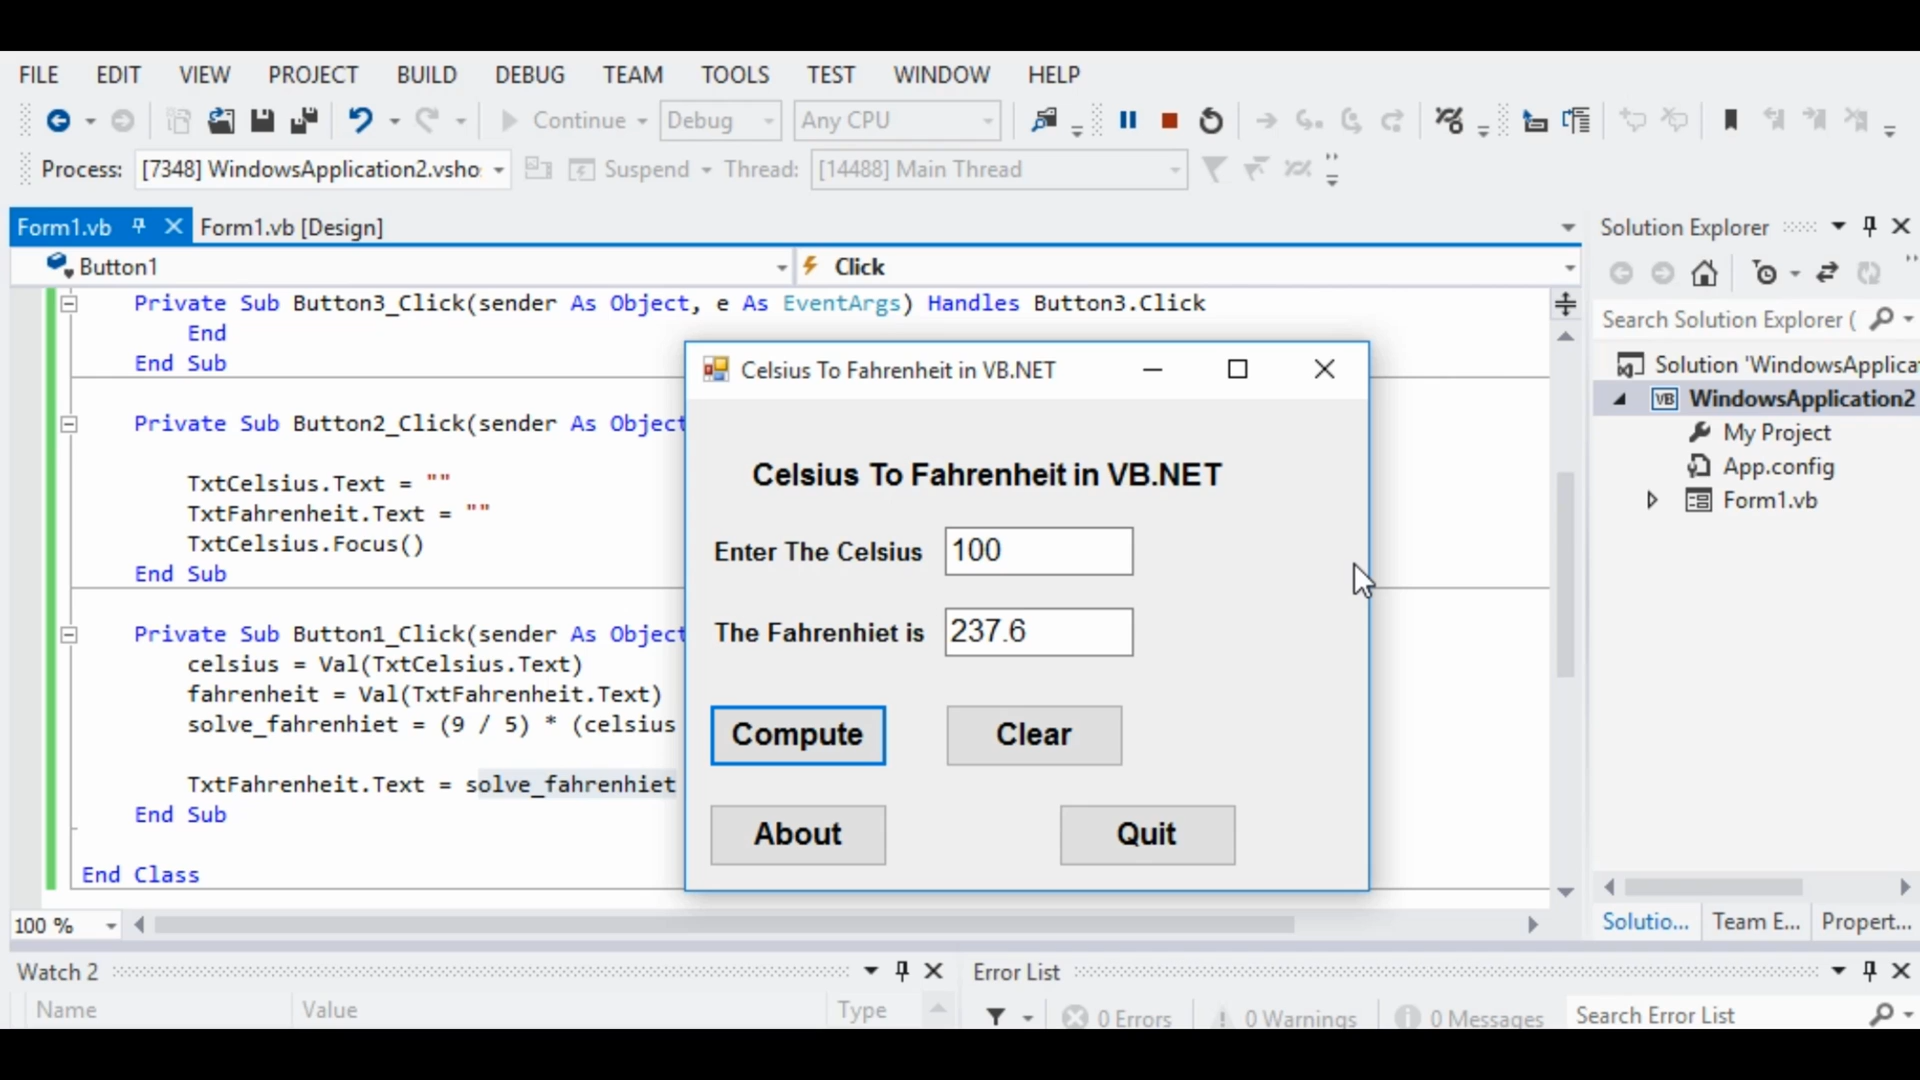 FILE EDIT VIEW PROJECT BUILD DEBUG TEAM TOOLS TEST WINDOW HELP
Continue Debug Any CPU
Process: [7348] WindowsApplication2.vsho Suspend Thread: [14488] Main Thread
Form1.vb Form1.vb [Design]
Button1 Click
Private Sub Button3_Click(sender As Object, e As EventArgs) Handles Button3.Click
End
End Sub
Private Sub Button2_Click(sender As Object
TxtCelsius.Text = ""
TxtFahrenheit.Text = ""
TxtCelsius.Focus()
End Sub
Private Sub Button1_Click(sender As Object
celsius = Val(TxtCelsius.Text)
fahrenheit = Val(TxtFahrenheit.Text)
solve_fahrenhiet = (9 / 5) * (celsius
TxtFahrenheit.Text = solve_fahrenhiet
End Sub
End Class
100 %
Celsius To Fahrenheit in VB.NET
Celsius To Fahrenheit in VB.NET
Enter The Celsius 100
The Fahrenhiet is 237.6
Compute Clear
About Quit
Solution Explorer
Search Solution Explorer (
Solution 'WindowsApplica
VB WindowsApplication2
My Project
App.config
Form1.vb
Solutio... Team E... Propert...
Watch 2
Name Value Type
Error List
0 Errors 0 Warnings 0 Messages Search Error List